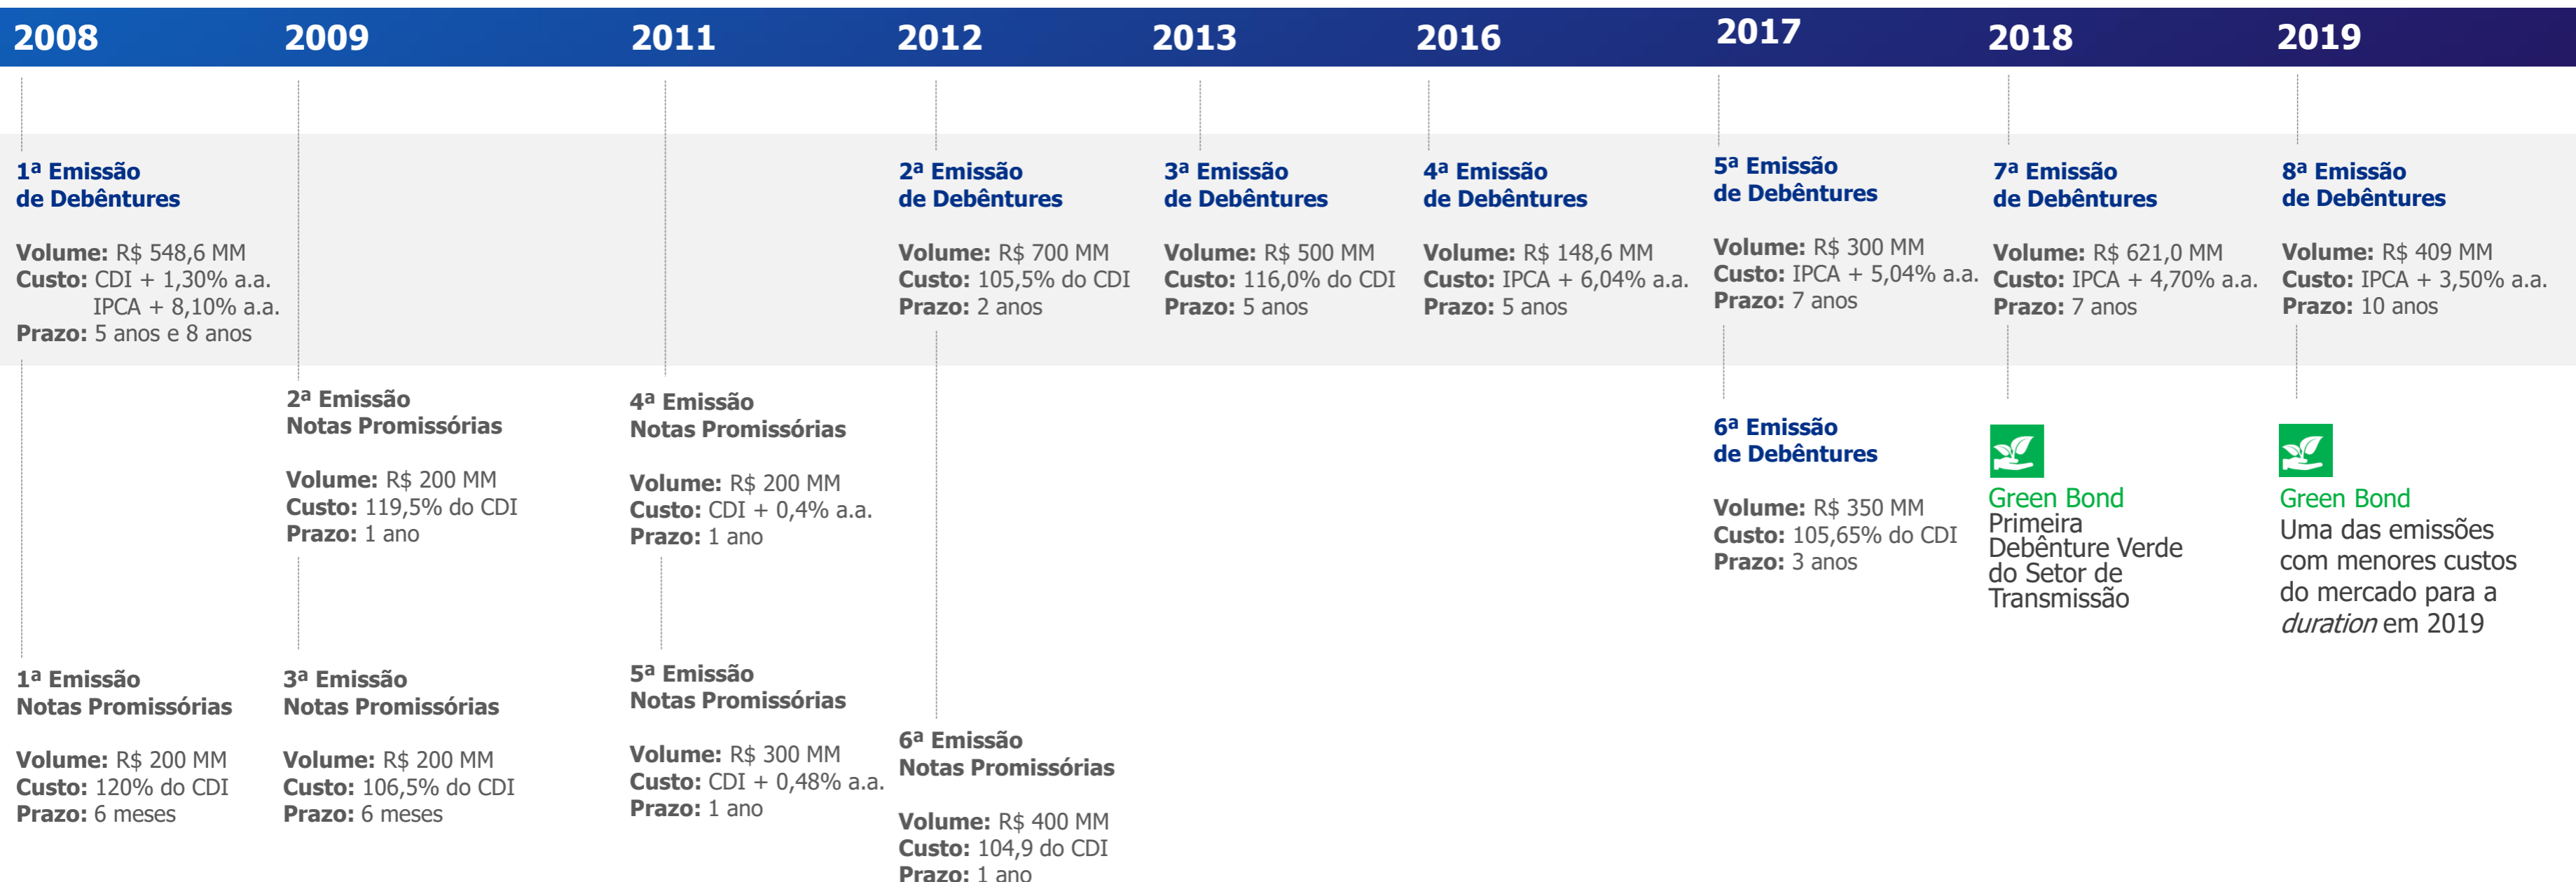 2008
2009
2011
2012
2013
2016
2017
2018
2019
1ª Emissão
de Debêntures
Volume: R$ 548,6 MM
Custo: CDI + 1,30% a.a.
IPCA + 8,10% a.a.
Prazo: 5 anos e 8 anos
2ª Emissão
de Debêntures
Volume: R$ 700 MM
Custo: 105,5% do CDI
Prazo: 2 anos
3ª Emissão
de Debêntures
Volume: R$ 500 MM
Custo: 116,0% do CDI
Prazo: 5 anos
4ª Emissão
de Debêntures
Volume: R$ 148,6 MM
Custo: IPCA + 6,04% a.a.
Prazo: 5 anos
5ª Emissão
de Debêntures
Volume: R$ 300 MM
Custo: IPCA + 5,04% a.a.
Prazo: 7 anos
7ª Emissão
de Debêntures
Volume: R$ 621,0 MM
Custo: IPCA + 4,70% a.a.
Prazo: 7 anos
8ª Emissão
de Debêntures
Volume: R$ 409 MM
Custo: IPCA + 3,50% a.a.
Prazo: 10 anos
2ª Emissão
Notas Promissórias
Volume: R$ 200 MM
Custo: 119,5% do CDI
Prazo: 1 ano
4ª Emissão
Notas Promissórias
Volume: R$ 200 MM
Custo: CDI + 0,4% a.a.
Prazo: 1 ano
6ª Emissão
de Debêntures
Volume: R$ 350 MM
Custo: 105,65% do CDI
Prazo: 3 anos
Green Bond
Primeira
Debênture Verde
do Setor de
Transmissão
Green Bond
Uma das emissões
com menores custos
do mercado para a
duration em 2019
1ª Emissão
Notas Promissórias
Volume: R$ 200 MM
Custo: 120% do CDI
Prazo: 6 meses
3ª Emissão
Notas Promissórias
Volume: R$ 200 MM
Custo: 106,5% do CDI
Prazo: 6 meses
5ª Emissão
Notas Promissórias
Volume: R$ 300 MM
Custo: CDI + 0,48% a.a.
Prazo: 1 ano
6ª Emissão
Notas Promissórias
Volume: R$ 400 MM
Custo: 104,9 do CDI
Prazo: 1 ano